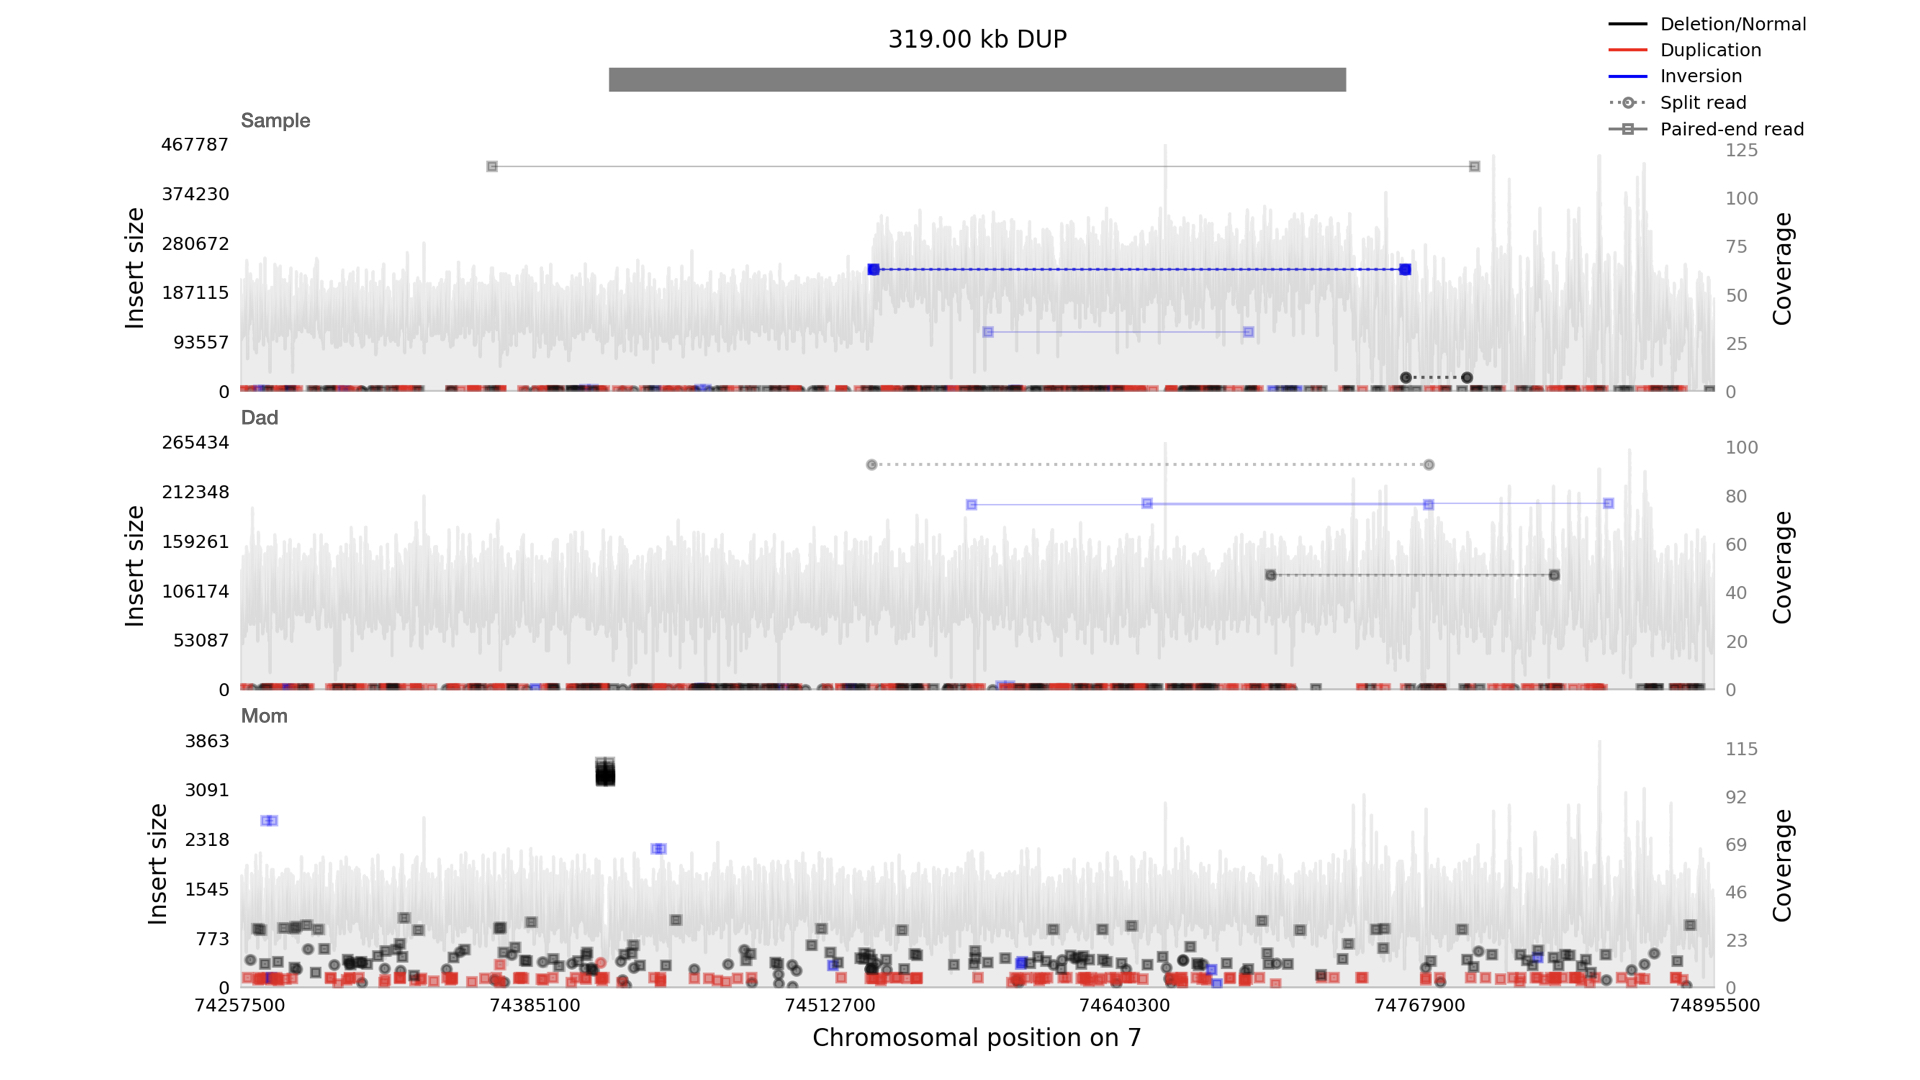 319.00 kb DUP
Deletion/Normal
Duplication
Inversion
Split read
Paired-end read
Sample
467787
374230
280672
187115
93557
0
Insert size
125
100
75
50
25
0
Coverage
Dad
265434
212348
159261
106174
53087
0
Insert size
100
80
60
40
20
0
Coverage
Mom
3863
3091
2318
1545
773
0
Insert size
115
92
69
46
23
0
Coverage
74257500 74385100 74512700 74640300 74767900 74895500
Chromosomal position on 7